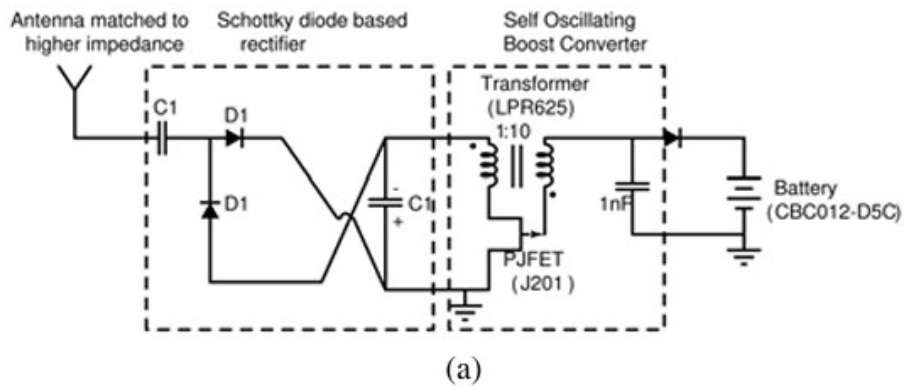 Antenna matched to
higher impedance
Schottky diode based
rectifier
Self Oscillating
Boost Converter
C1
D1
D1
-
C1
+
Transformer
(LPR625)
1:10
PJFET
(J201)
1nF
Battery
(CBC012-D5C)
(a)